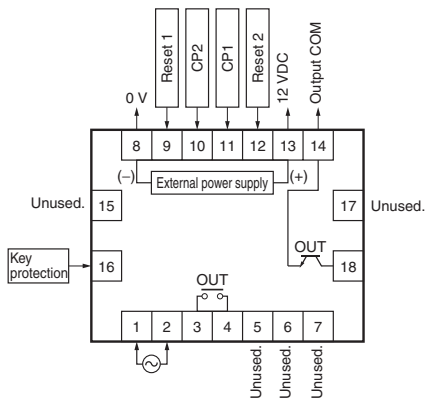 0 V
Reset 1
CP2
CP1
Reset 2
12 VDC
Output COM
8 9 10 11 12 13 14
(−) External power supply (+)
Unused. 15
17 Unused.
Key
protection
16
OUT
18
OUT
1 2 3 4 5 6 7
Unused.
Unused.
Unused.